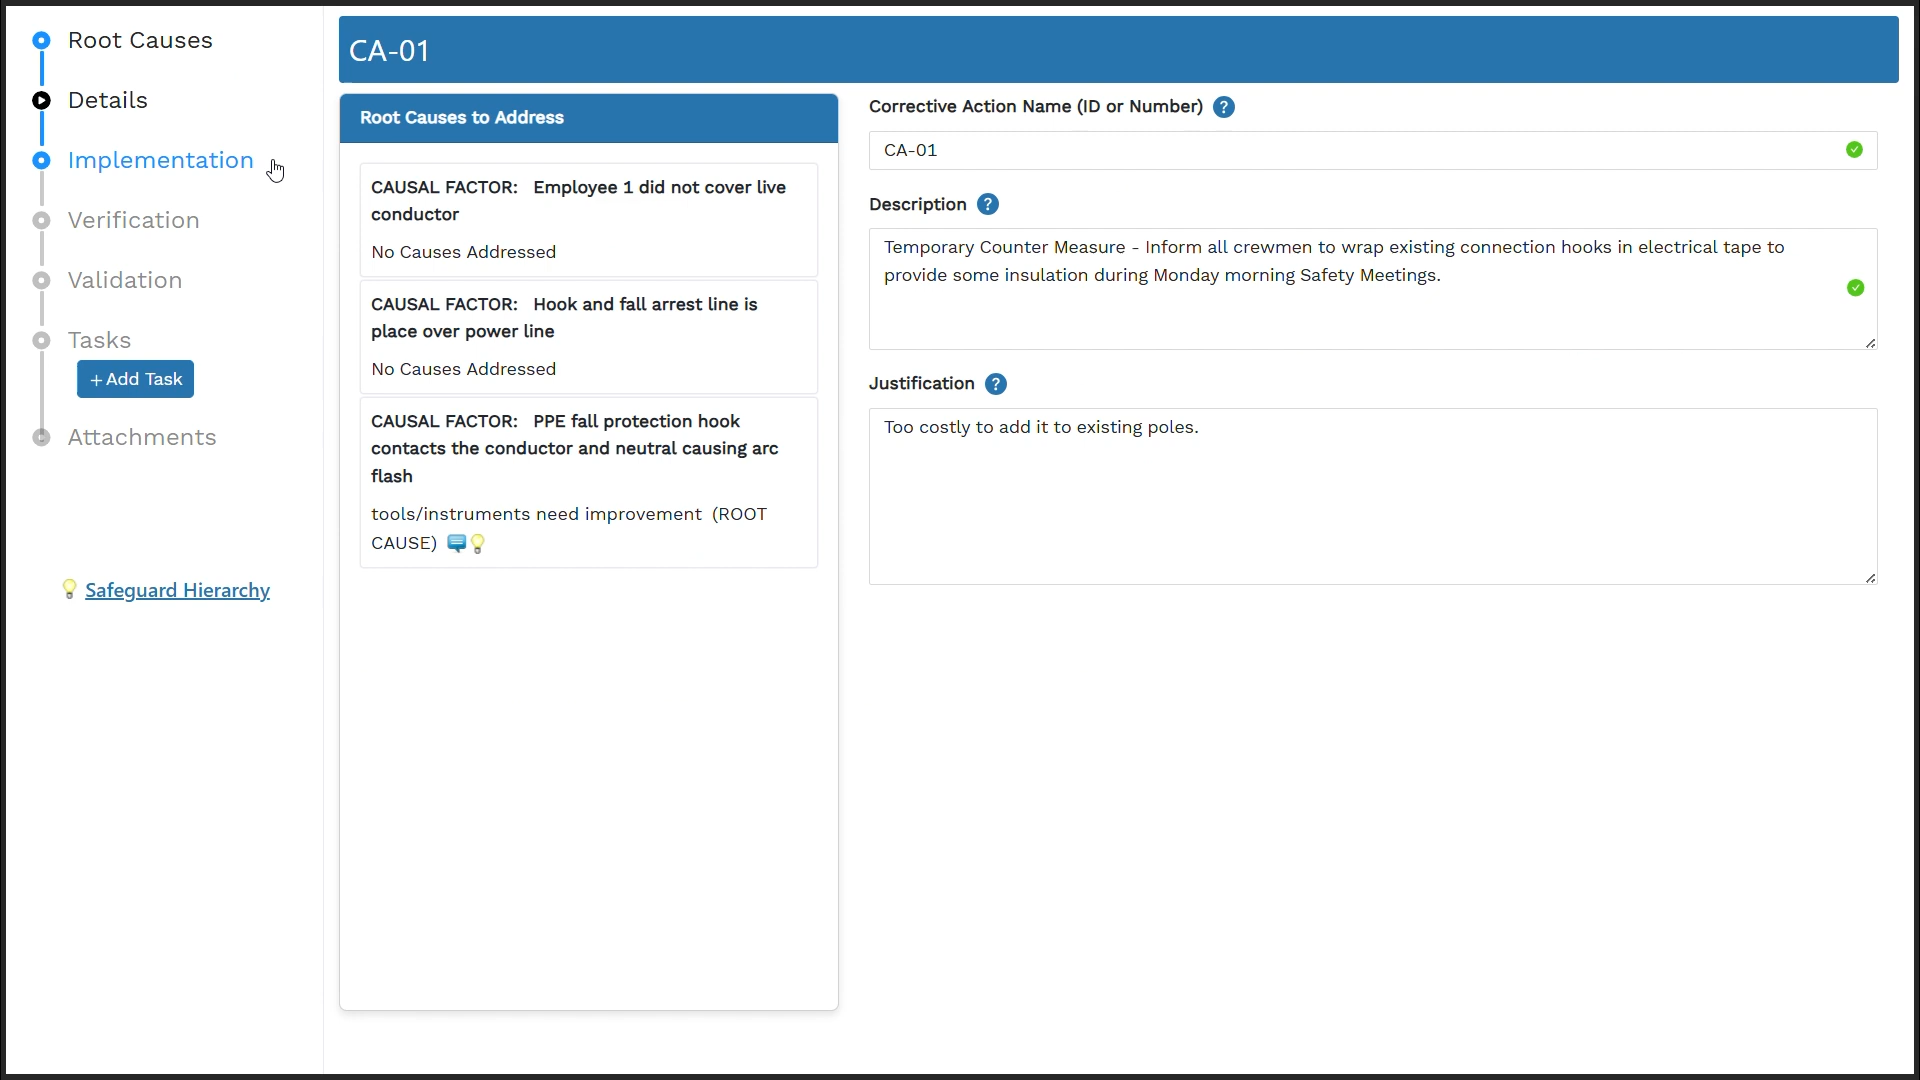 Root Causes
Details
Implementation
Verification
Validation
Tasks
+ Add Task
Attachments
Safeguard Hierarchy
CA-01
Root Causes to Address
CAUSAL FACTOR: Employee 1 did not cover live
conductor
No Causes Addressed
CAUSAL FACTOR: Hook and fall arrest line is
place over power line
No Causes Addressed
CAUSAL FACTOR: PPE fall protection hook
contacts the conductor and neutral causing arc
flash
tools/instruments need improvement (ROOT
CAUSE)
Corrective Action Name (ID or Number) ?
CA-01
Description ?
Temporary Counter Measure - Inform all crewmen to wrap existing connection hooks in electrical tape to
provide some insulation during Monday morning Safety Meetings.
Justification ?
Too costly to add it to existing poles.